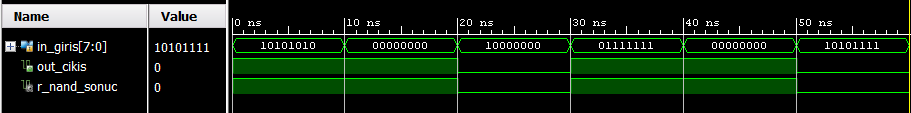 Name Value 0 ns 10 ns 20 ns 30 ns 40 ns 50 ns
in_giris[7:0] 10101111 10101010 00000000 10000000 01111111 00000000 10101111
out_cikis 0
r_nand_sonuc 0